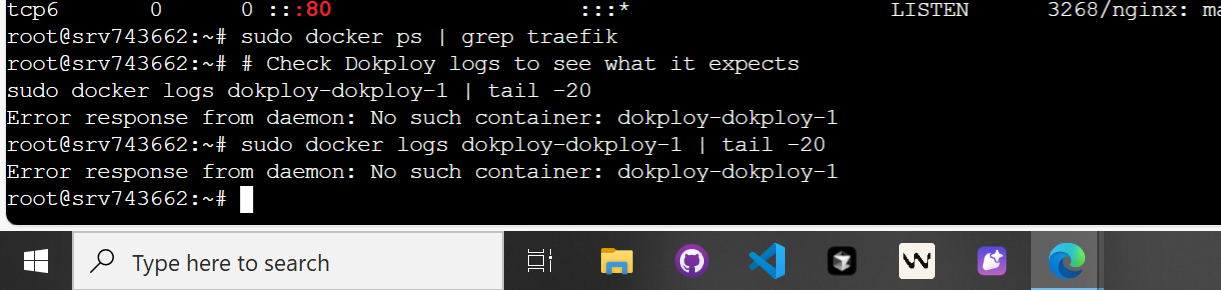 tcp6 0 0 :::80 :::* LISTEN 3268/nginx: ma
root@srv743662:~# sudo docker ps | grep traefik
root@srv743662:~# # Check Dokploy logs to see what it expects
sudo docker logs dokploy-dokploy-1 | tail -20
Error response from daemon: No such container: dokploy-dokploy-1
root@srv743662:~# sudo docker logs dokploy-dokploy-1 | tail -20
Error response from daemon: No such container: dokploy-dokploy-1
root@srv743662:~#
Type here to search